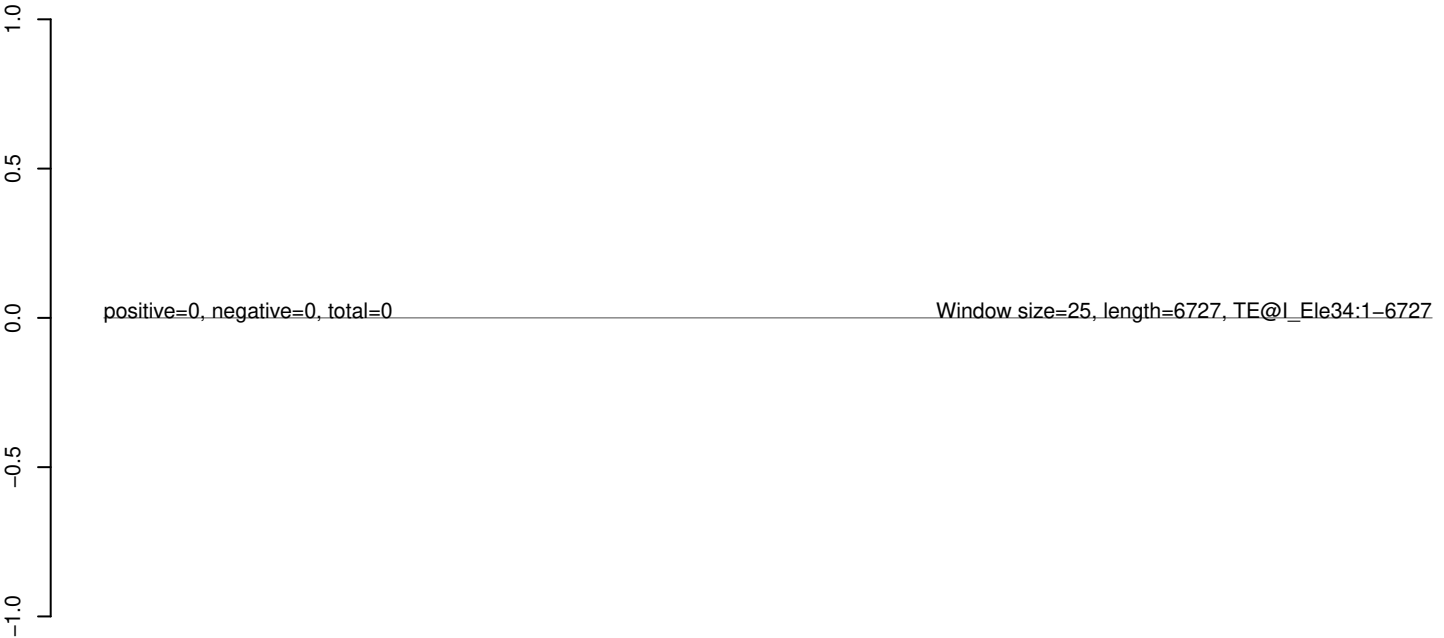 1.0
0.5
positive=0, negative=0, total=0
Window size=25, length=6727, TE@I_Ele34:1−6727
0.0
−0.5
−1.0